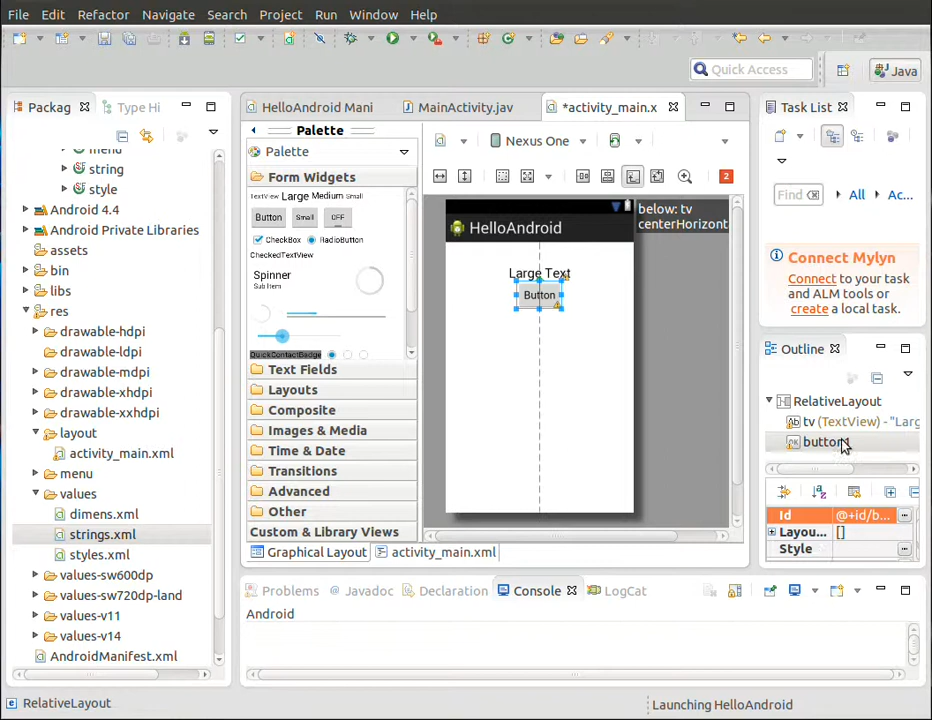 File Edit Refactor Navigate Search Project Run Window Help
Quick Access
Java
Packag
Type Hi
menu
string
style
Android 4.4
Android Private Libraries
assets
bin
libs
res
drawable-hdpi
drawable-ldpi
drawable-mdpi
drawable-xhdpi
drawable-xxhdpi
layout
activity_main.xml
menu
values
dimens.xml
strings.xml
styles.xml
values-sw600dp
values-sw720dp-land
values-v11
values-v14
AndroidManifest.xml
HelloAndroid Mani
MainActivity.jav
*activity_main.x
Palette
Palette
Form Widgets
TextView Large Medium Small
Button Small OFF
CheckBox RadioButton
CheckedTextView
Spinner
Sub Item
QuickContactBadge
Text Fields
Layouts
Composite
Images & Media
Time & Date
Transitions
Advanced
Other
Custom & Library Views
Graphical Layout
activity_main.xml
Nexus One
2
HelloAndroid
Large Text
Button
below: tv
centerHorizont
Task List
Find
All
Ac...
Connect Mylyn
Connect to your task
and ALM tools or
create a local task.
Outline
RelativeLayout
tv (TextView) - "Larg
button1
Id @+id/b...
Layou... []
Style
Problems
Javadoc
Declaration
Console
LogCat
Android
RelativeLayout
Launching HelloAndroid